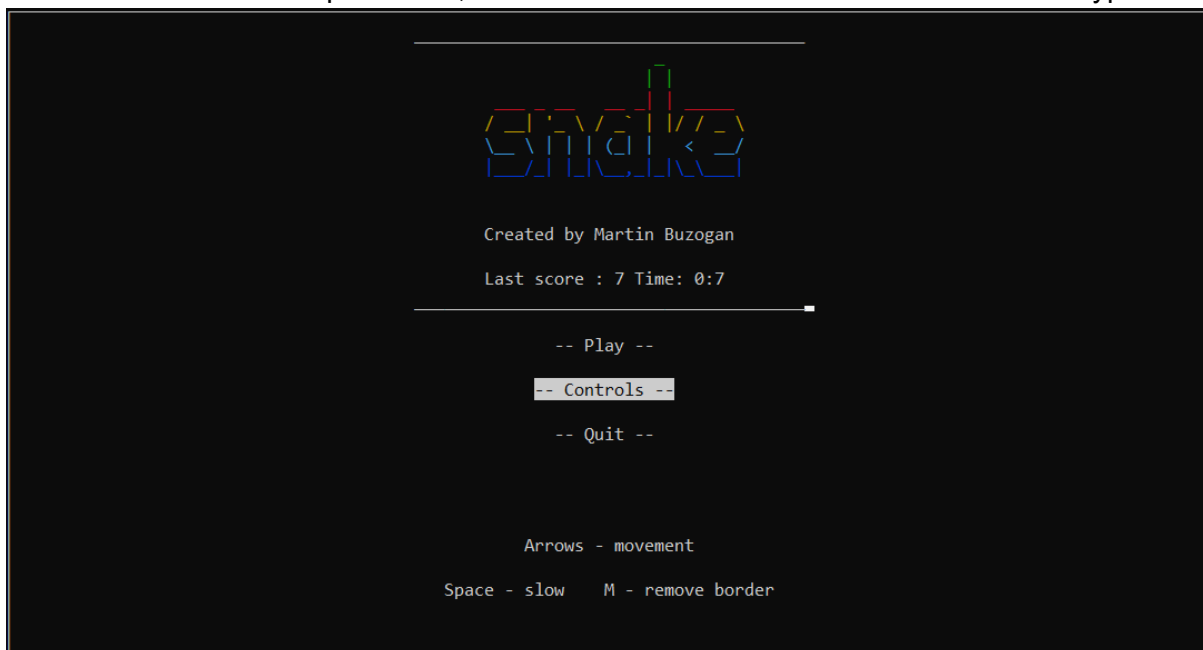 snake
Created by Martin Buzogan
Last score : 7 Time: 0:7
-- Play --
-- Controls --
-- Quit --
Arrows - movement
Space - slow    M - remove border